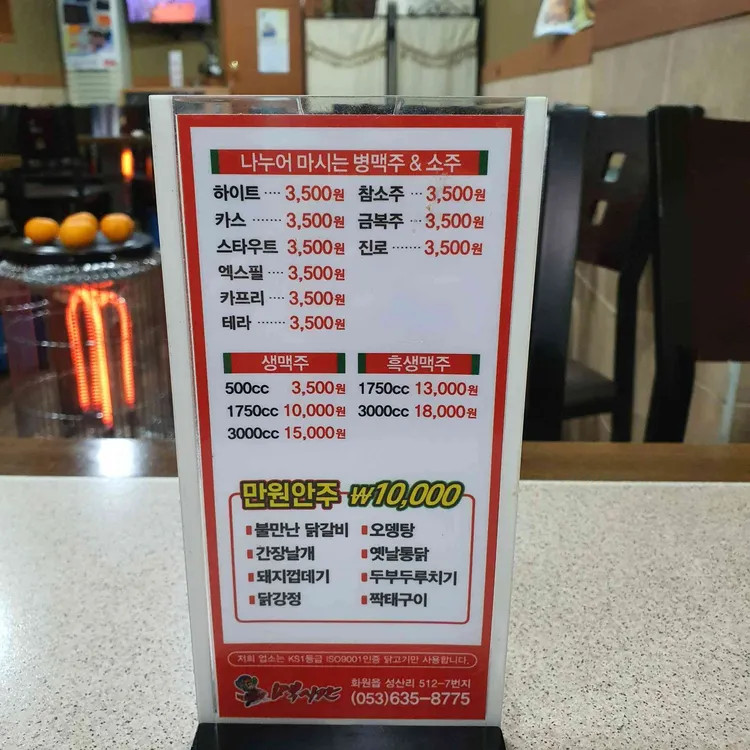 나누어 마시는 병맥주 & 소주
하이트 ···· 3,500원 참소주 ·· 3,500원
카스 ······· 3,500원 금복주 ··· 3,500원
스타우트 3,500원 진로 ······· 3,500원
엑스필 ···· 3,500원
카프리 ···· 3,500원
테라 ······· 3,500원
생맥주 흑생맥주
500cc 3,500원 1750cc 13,000원
1750cc 10,000원 3000cc 18,000원
3000cc 15,000원
만원안주 ₩10,000
불만난 닭갈비 오뎅탕
간장날개 옛날통닭
돼지껍데기 두부두루치기
닭강정 짝태구이
저희 업소는 KS1등급 ISO9001인증 닭고기만 사용합니다.
화원읍 성산리 512-7번지
(053)635-8775